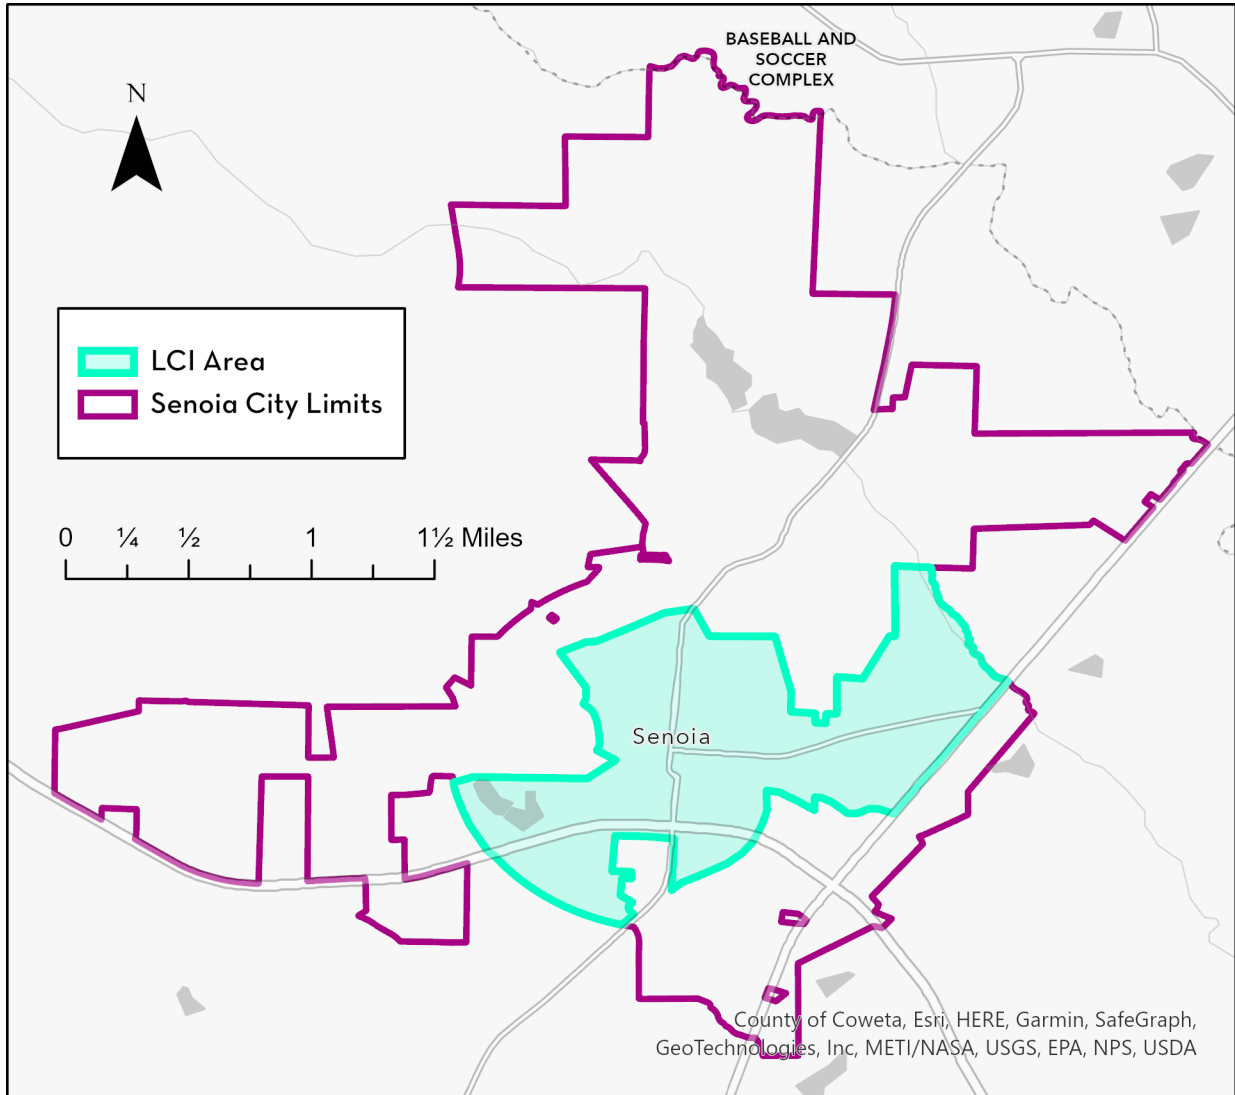 BASEBALL AND
SOCCER
COMPLEX
N
LCI Area
Senoia City Limits
0 ¼ ½ 1 1½ Miles
Senoia
County of Coweta, Esri, HERE, Garmin, SafeGraph,
GeoTechnologies, Inc, METI/NASA, USGS, EPA, NPS, USDA